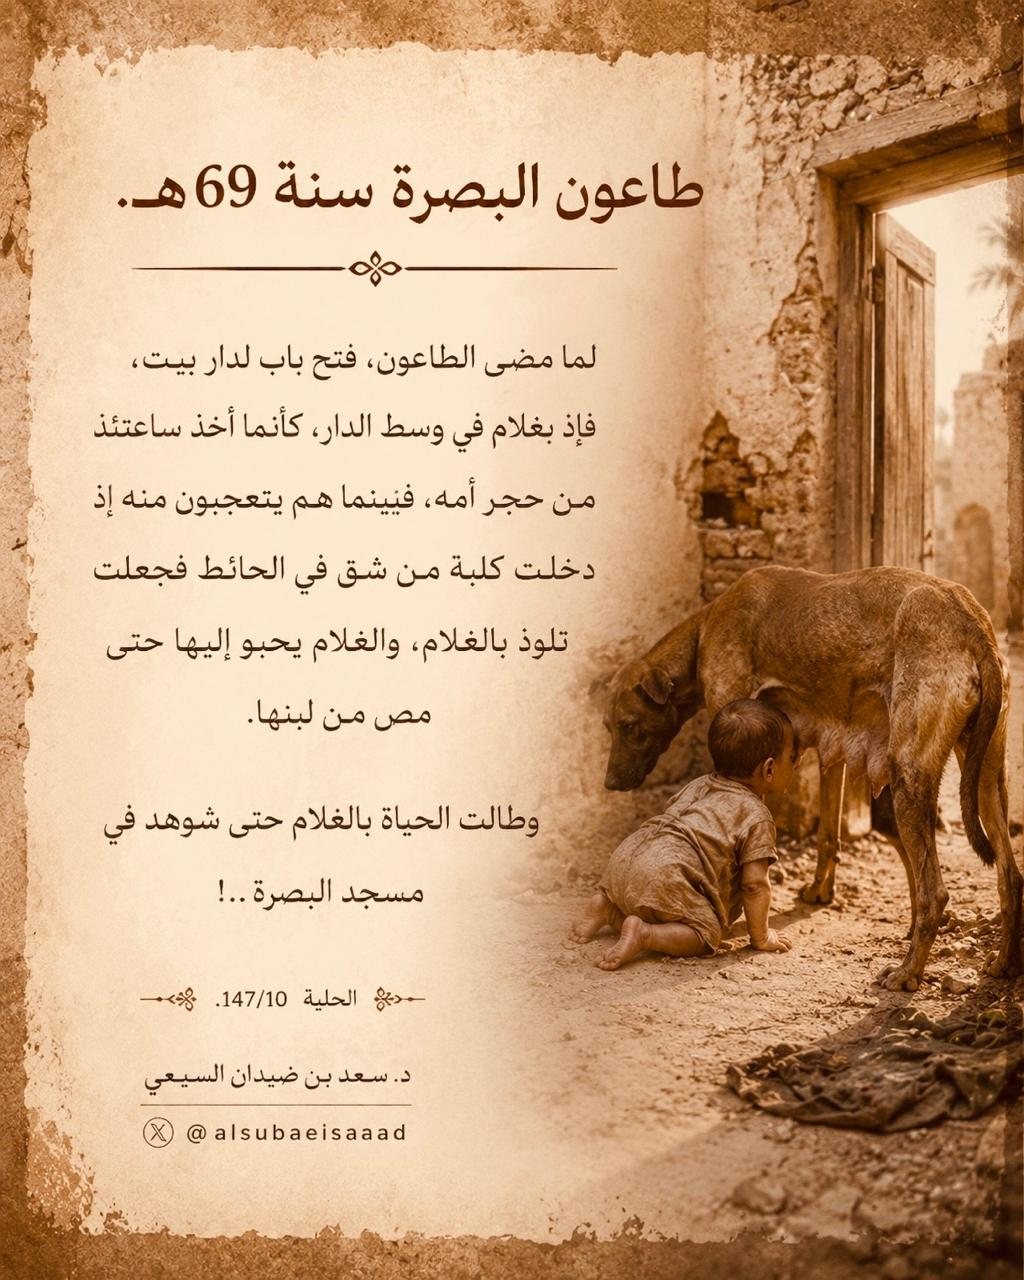 طاعون البصرة سنة 69هـ.
لما مضى الطاعون، فتح باب لدار بيت،
فإذ بغلام في وسط الدار، كأنما أخذ ساعتئذ
من حجر أمه، فبينما هم يتعجبون منه إذ
دخلت كلبة من شق في الحائط فجعلت
تلوذ بالغلام، والغلام يحبو إليها حتى
مص من لبنها.
وطالت الحياة بالغلام حتى شوهد في
مسجد البصرة ..!
الحلية 147/10.
د. سعد بن ضيدان السيعي
@alsubaeisaaad